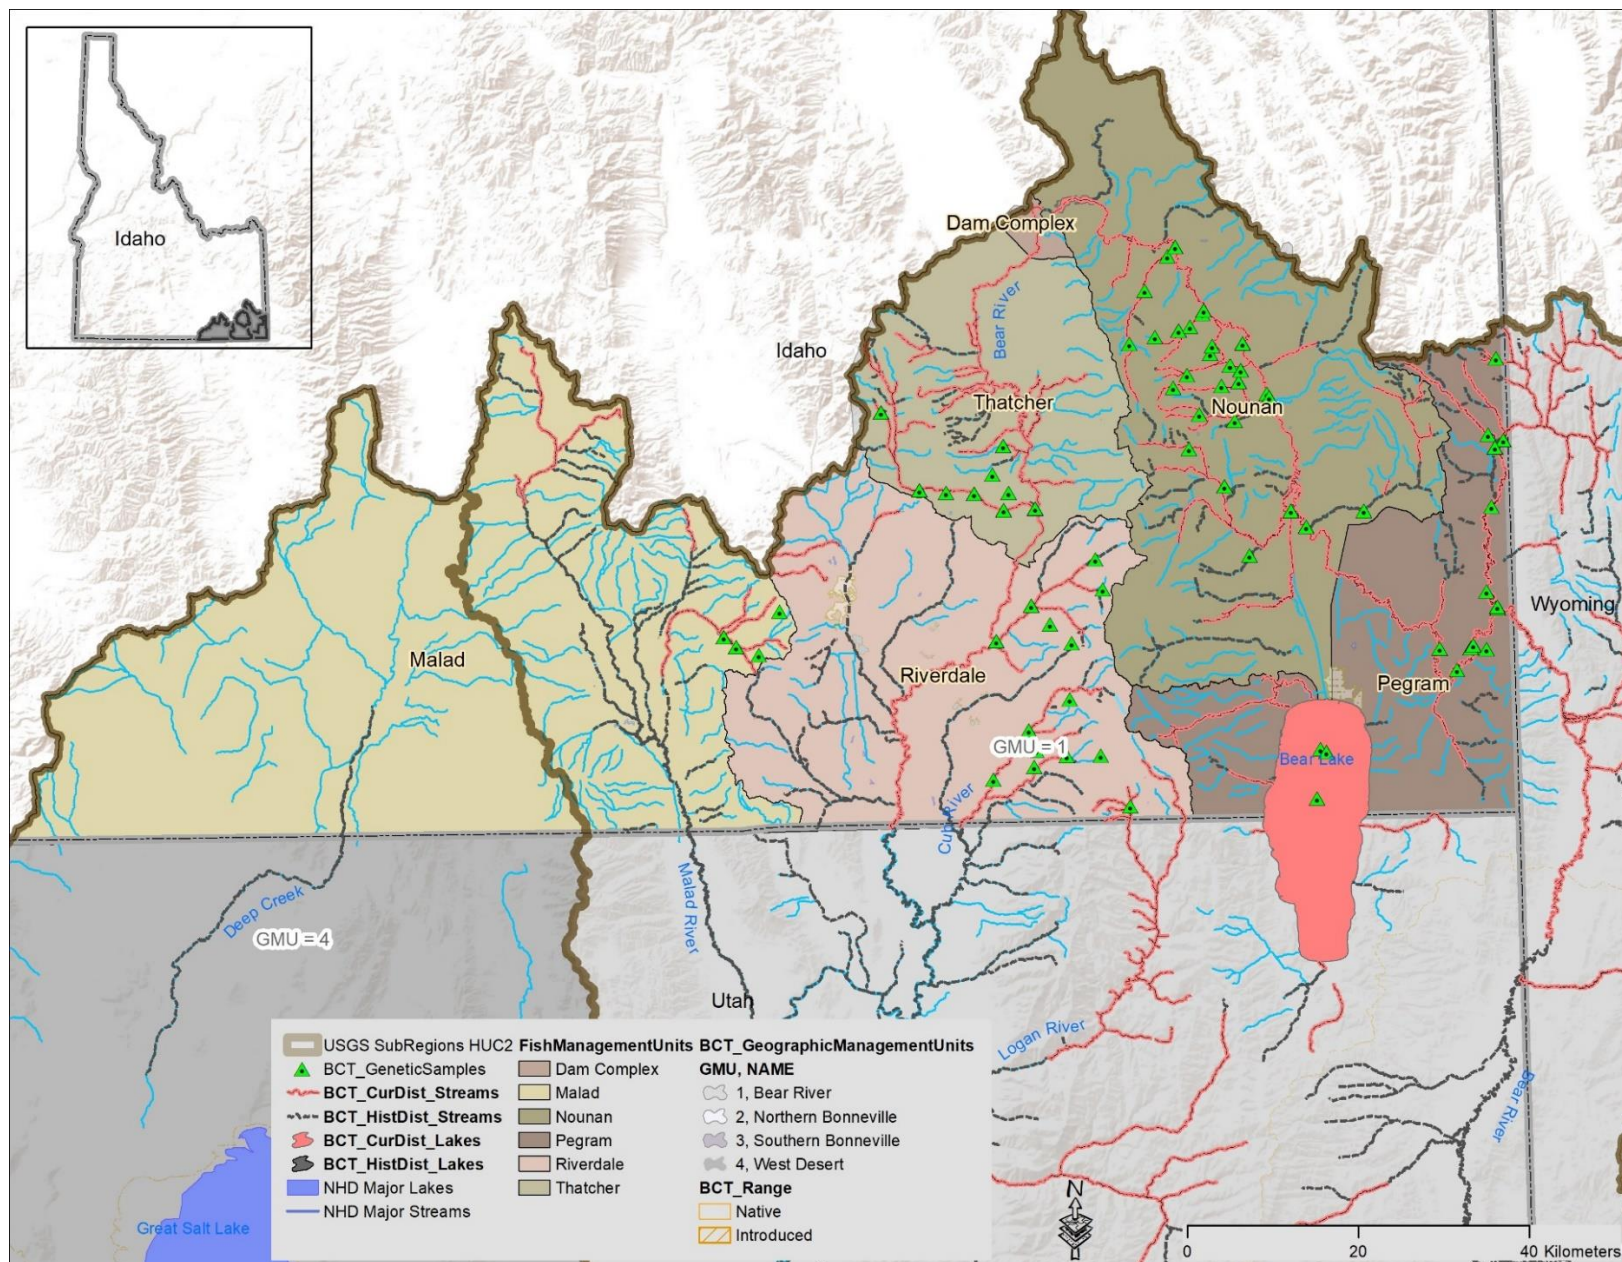 Idaho
Dam Complex
Bear River
Idaho
Thatcher
Nounan
Wyoming
Malad
Riverdale
Pegram
GMU = 1
Bear Lake
Cub River
Malad River
Deep Creek
GMU = 4
Utah
Logan River
Bear River
Great Salt Lake
USGS SubRegions HUC2
BCT_GeneticSamples
BCT_CurDist_Streams
BCT_HistDist_Streams
BCT_CurDist_Lakes
BCT_HistDist_Lakes
NHD Major Lakes
NHD Major Streams
FishManagementUnits
Dam Complex
Malad
Nounan
Pegram
Riverdale
Thatcher
BCT_GeographicManagementUnits
GMU, NAME
1, Bear River
2, Northern Bonneville
3, Southern Bonneville
4, West Desert
BCT_Range
Native
Introduced
N
0 20 40 Kilometers